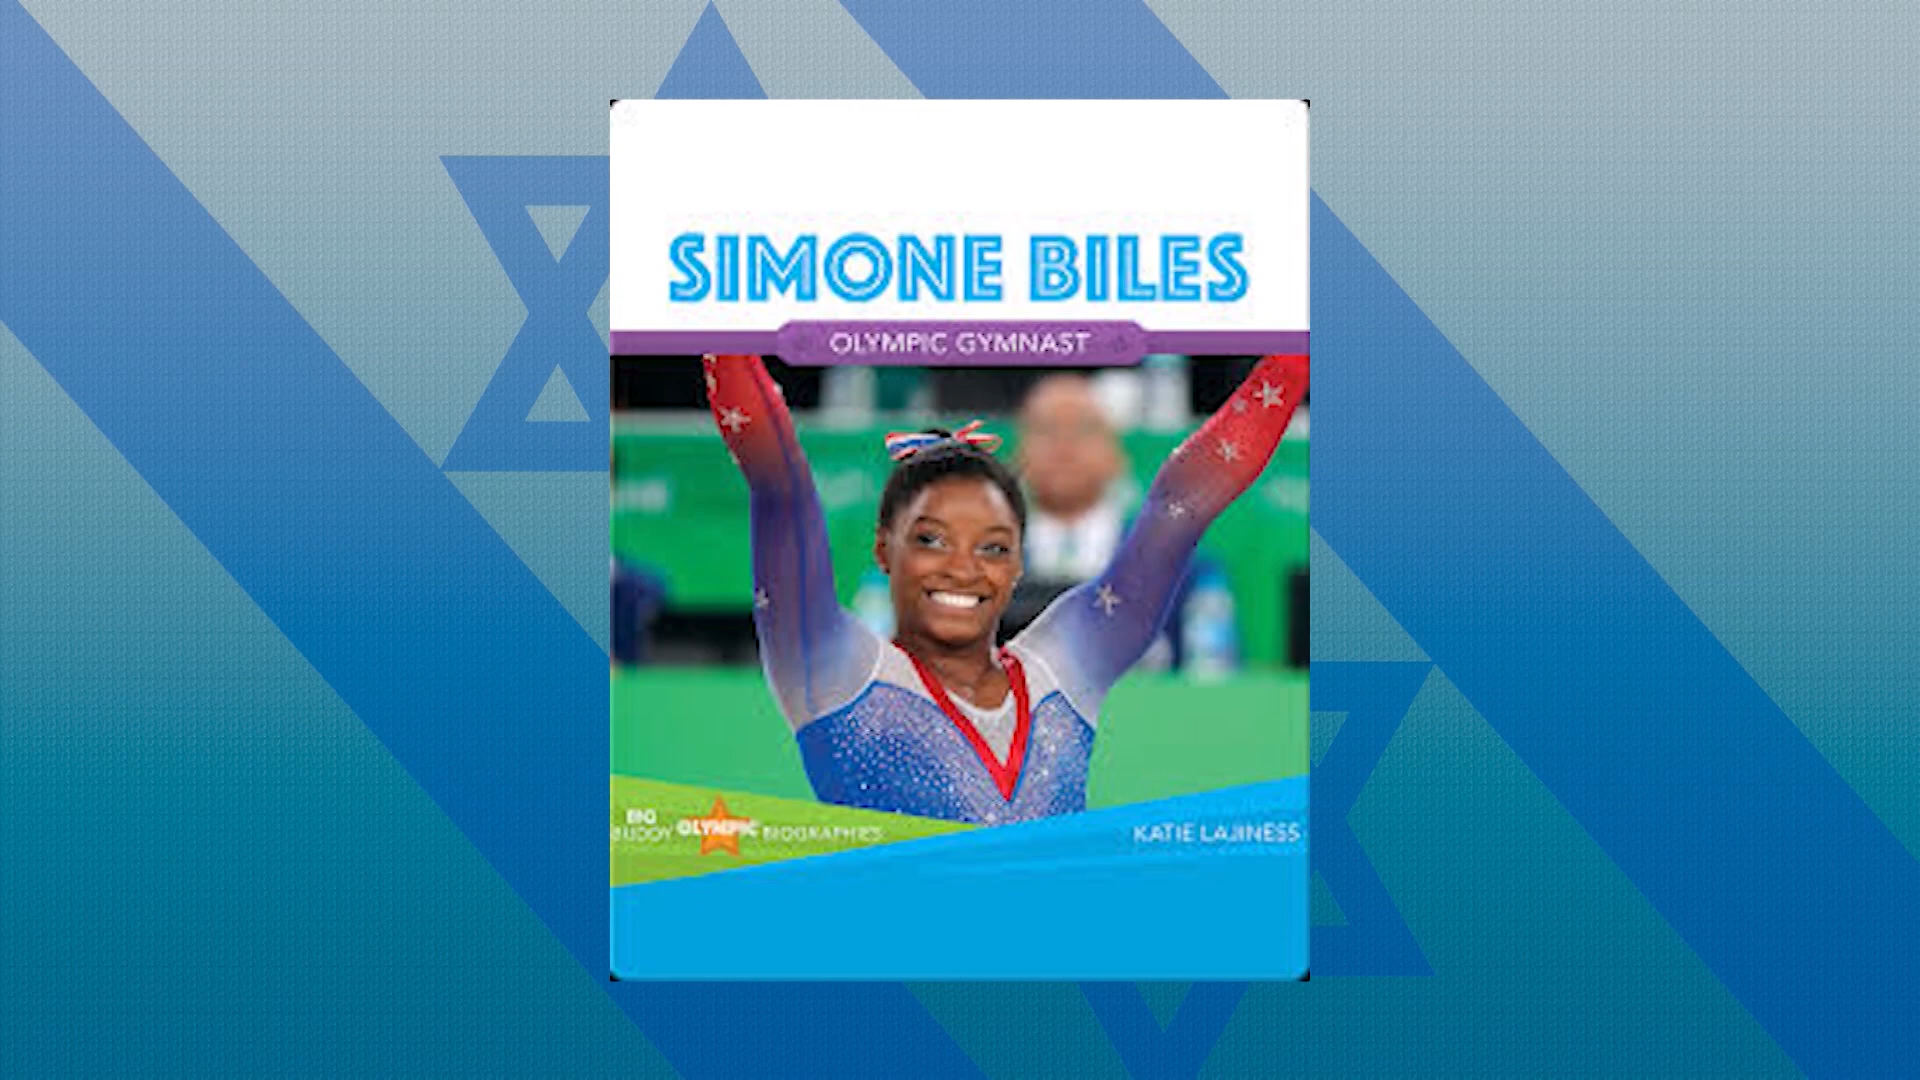 SIMONE BILES
OLYMPIC GYMNAST
BIG
BUDDY OLYMPIC BIOGRAPHIES
KATIE LAJINESS